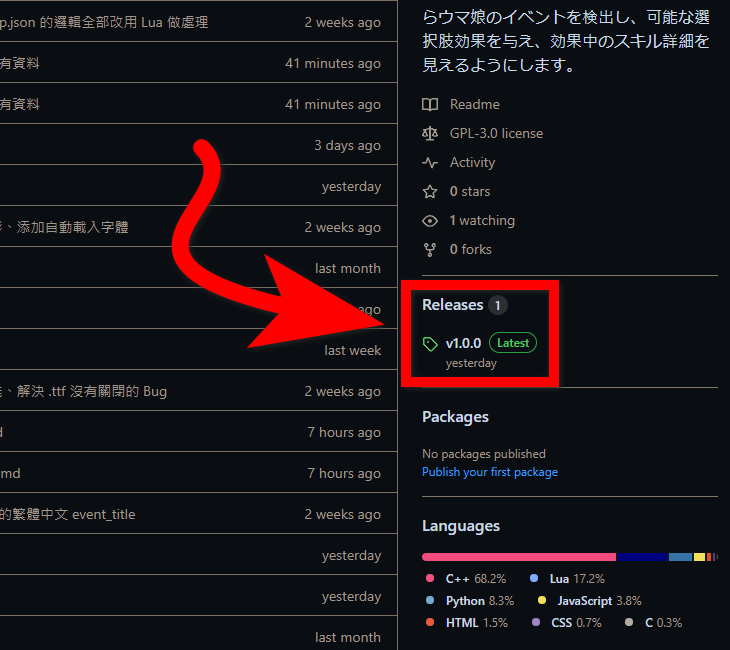 p.json 的邏輯全部改用 Lua 做處理 2 weeks ago
有資料 41 minutes ago
有資料 41 minutes ago
3 days ago
yesterday
、添加自動載入字體 2 weeks ago
last month
ago
last week
、解決 .ttf 沒有關閉的 Bug 2 weeks ago
7 hours ago
md 7 hours ago
的繁體中文 event_title 2 weeks ago
yesterday
yesterday
last month
らウマ娘のイベントを検出し、可能な選
択肢効果を与え、効果中のスキル詳細を
見えるようにします。
Readme
GPL-3.0 license
Activity
0 stars
1 watching
0 forks
Releases 1
v1.0.0 Latest
yesterday
Packages
No packages published
Publish your first package
Languages
C++ 68.2% Lua 17.2%
Python 8.3% JavaScript 3.8%
HTML 1.5% CSS 0.7% C 0.3%